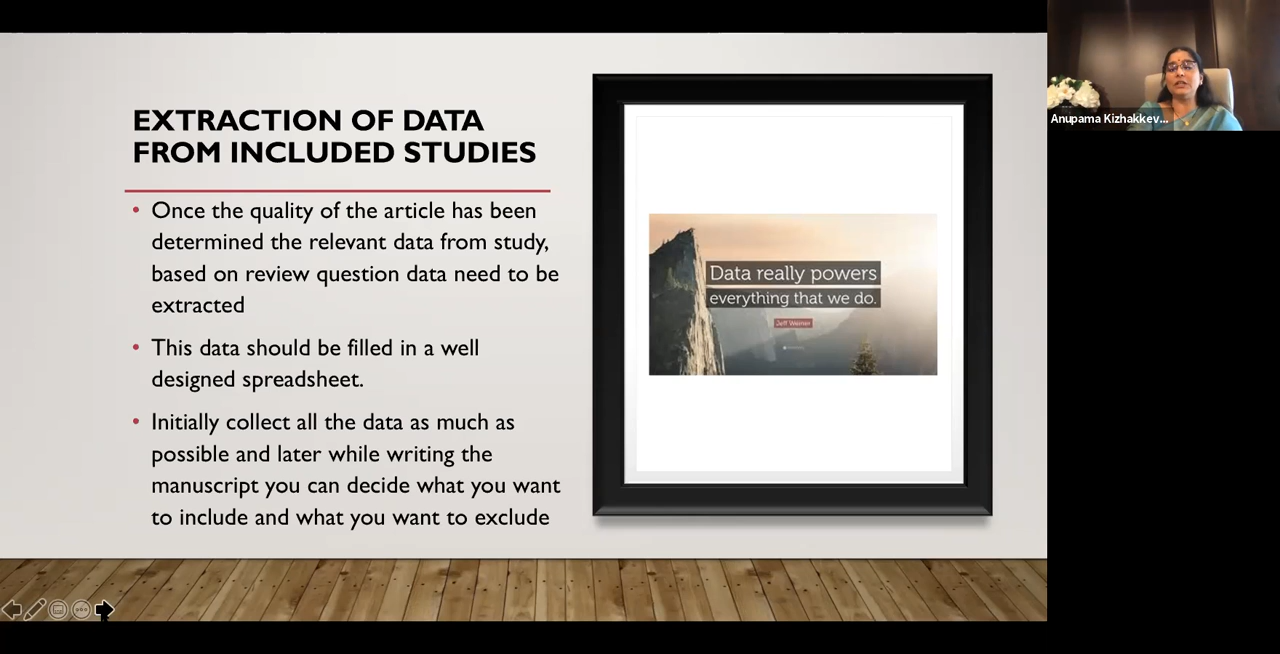 EXTRACTION OF DATA
FROM INCLUDED STUDIES
• Once the quality of the article has been
determined the relevant data from study,
based on review question data need to be
extracted
• This data should be filled in a well
designed spreadsheet.
• Initially collect all the data as much as
possible and later while writing the
manuscript you can decide what you want
to include and what you want to exclude
Data really powers
everything that we do.
Jeff Weiner
Anupama Kizhakkev...